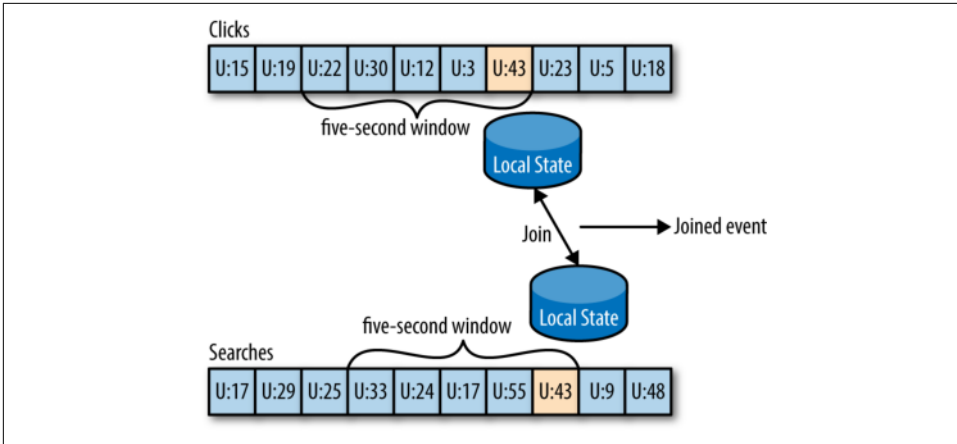 Clicks
U:15 U:19 U:22 U:30 U:12 U:3 U:43 U:23 U:5 U:18
five-second window
Local State
Join
Joined event
Local State
five-second window
Searches
U:17 U:29 U:25 U:33 U:24 U:17 U:55 U:43 U:9 U:48